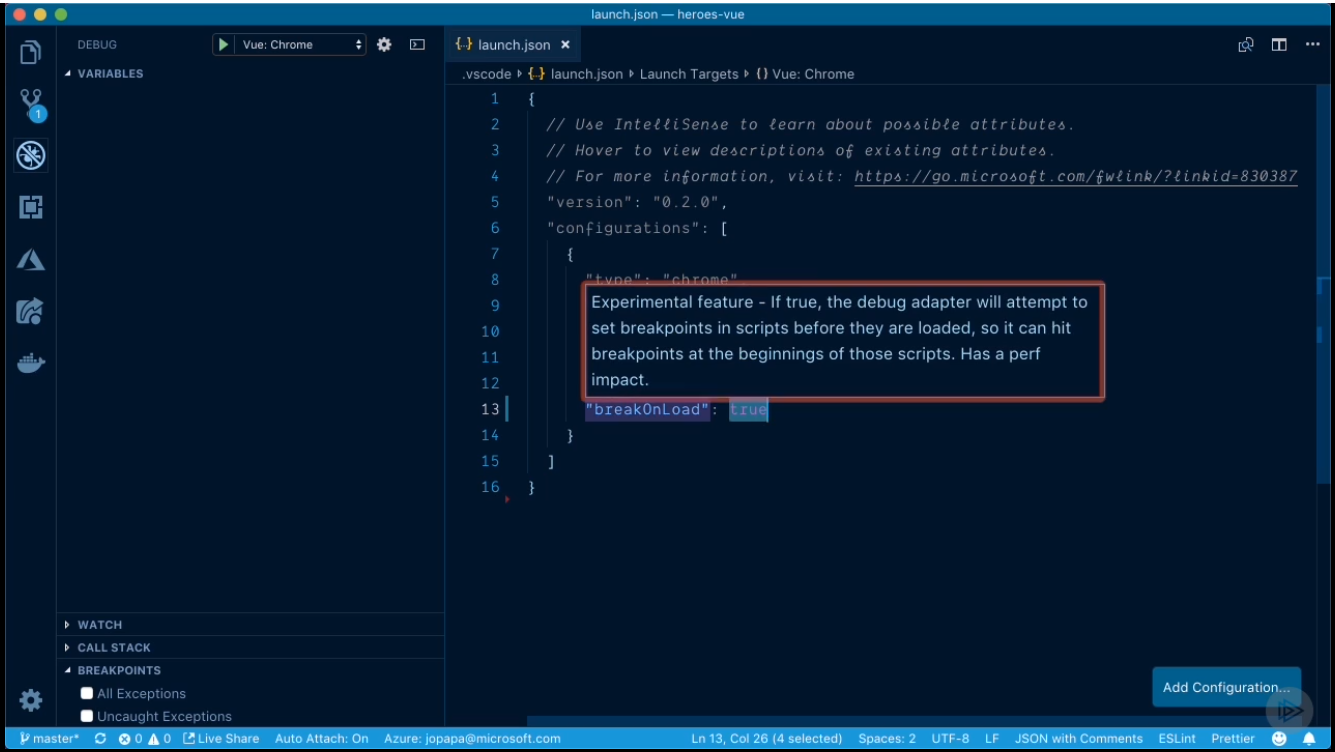 launch.json — heroes-vue
DEBUG
Vue: Chrome
VARIABLES
1
WATCH
CALL STACK
BREAKPOINTS
All Exceptions
Uncaught Exceptions
{..} launch.json ×
.vscode {..} launch.json Launch Targets {} Vue: Chrome
1 {
2 // Use IntelliSense to learn about possible attributes.
3 // Hover to view descriptions of existing attributes.
4 // For more information, visit: https://go.microsoft.com/fwlink/?linkid=830387
5 "version": "0.2.0",
6 "configurations": [
7 {
8 "type": "chrome",
9
10
11
12
Experimental feature - If true, the debug adapter will attempt to
set breakpoints in scripts before they are loaded, so it can hit
breakpoints at the beginnings of those scripts. Has a perf
impact.
13 "breakOnLoad": true
14 }
15 ]
16 }
Add Configuration...
master* 0 0 Live Share Auto Attach: On Azure: jopapa@microsoft.com Ln 13, Col 26 (4 selected) Spaces: 2 UTF-8 LF JSON with Comments ESLint Prettier